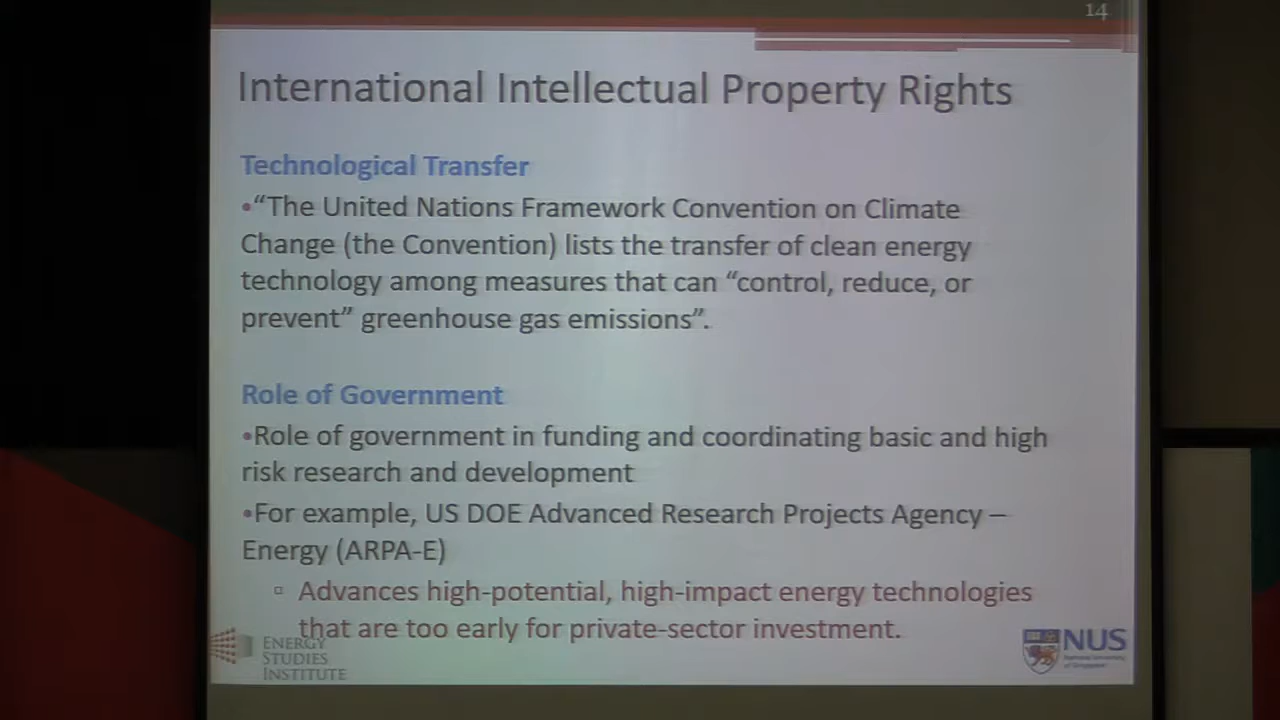 14
International Intellectual Property Rights
Technological Transfer
•“The United Nations Framework Convention on Climate
Change (the Convention) lists the transfer of clean energy
technology among measures that can “control, reduce, or
prevent” greenhouse gas emissions”.
Role of Government
•Role of government in funding and coordinating basic and high
risk research and development
•For example, US DOE Advanced Research Projects Agency –
Energy (ARPA-E)
▫ Advances high-potential, high-impact energy technologies
that are too early for private-sector investment.
ENERGY
STUDIES
INSTITUTE
NUS
National University
of Singapore